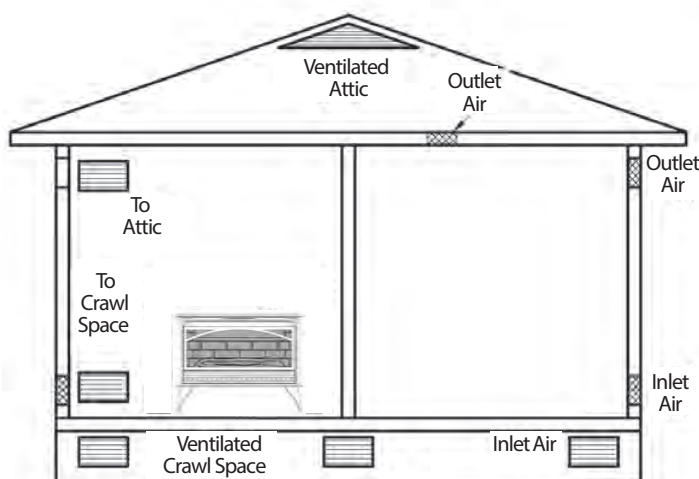 Ventilated
Attic
Outlet
Air
Outlet
Air
To
Attic
To
Crawl
Space
Inlet
Air
Ventilated
Crawl Space
Inlet Air